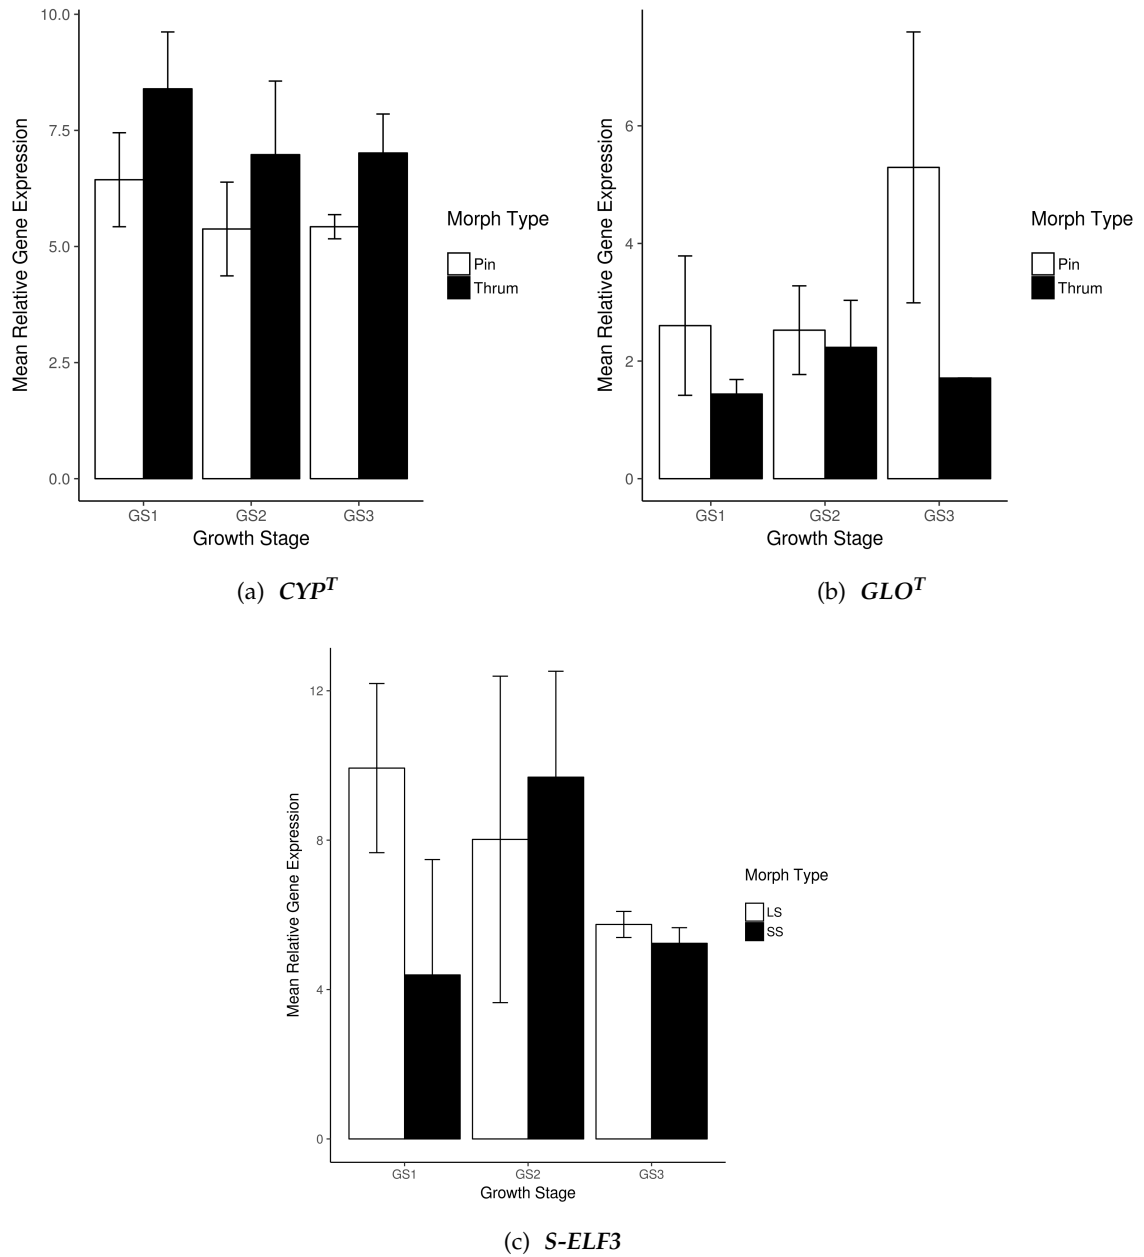 10.0
7.5
5.0
2.5
0.0
Mean Relative Gene Expression
GS1 GS2 GS3
Growth Stage
Morph Type
Pin
Thrum
(a) CYP^T
6
4
2
0
Mean Relative Gene Expression
GS1 GS2 GS3
Growth Stage
Morph Type
Pin
Thrum
(b) GLO^T
12
8
4
0
Mean Relative Gene Expression
GS1 GS2 GS3
Growth Stage
Morph Type
LS
SS
(c) S-ELF3